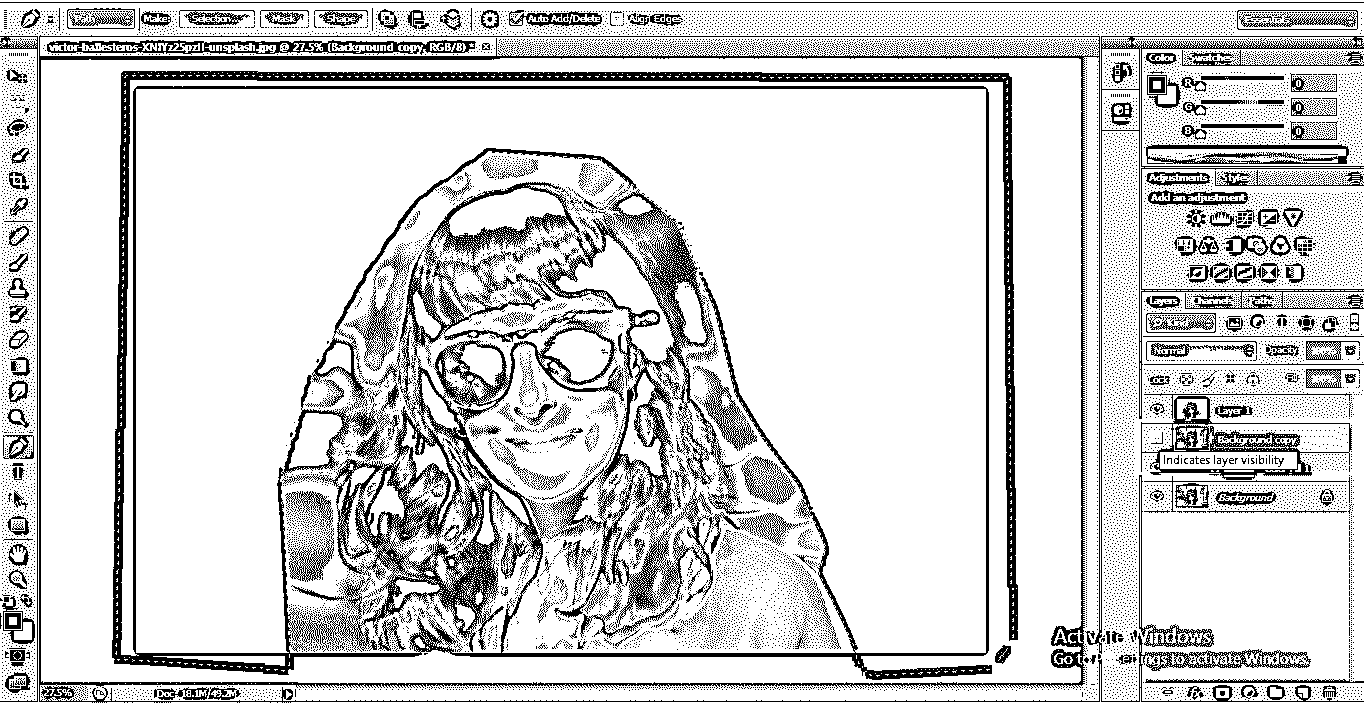 Path Make: Selection... Mask Shape Auto Add/Delete Align Edges Essentials
victor-ballesteros-XNIYz25pzII-unsplash.jpg @ 27.5% (Background copy, RGB/8) *
Color Swatches
R 0
G 0
B 0
Adjustments Styles
Add an adjustment
Layers Channels Paths
Normal Opacity:
Lock:
Layer 1
Background copy
Indicates layer visibility
Background
Activate Windows
Go to settings to activate Windows.
27.5% Doc: 18.1M/49.2M